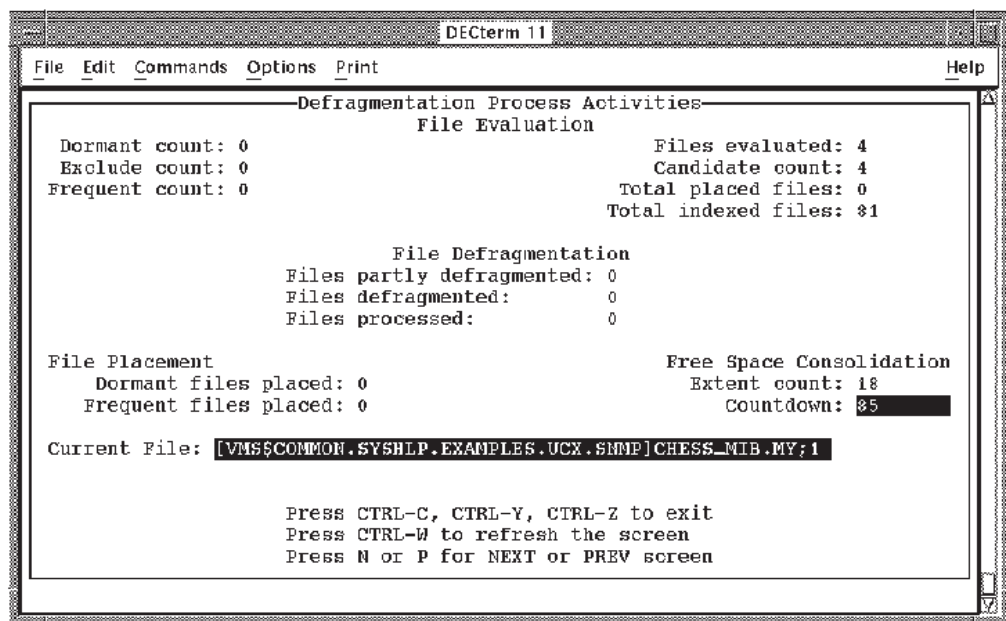 DECterm 11
File Edit Commands Options Print Help
Defragmentation Process Activities
File Evaluation
Dormant count: 0 Files evaluated: 4
Exclude count: 0 Candidate count: 4
Frequent count: 0 Total placed files: 0
Total indexed files: 81
File Defragmentation
Files partly defragmented: 0
Files defragmented: 0
Files processed: 0
File Placement Free Space Consolidation
Dormant files placed: 0 Extent count: 18
Frequent files placed: 0 Countdown: 85
Current File: [VMS$COMMON.SYSHLP.EXAMPLES.UCX.SNMP]CHESS_MIB.MY;1
Press CTRL-C, CTRL-Y, CTRL-Z to exit
Press CTRL-W to refresh the screen
Press N or P for NEXT or PREV screen